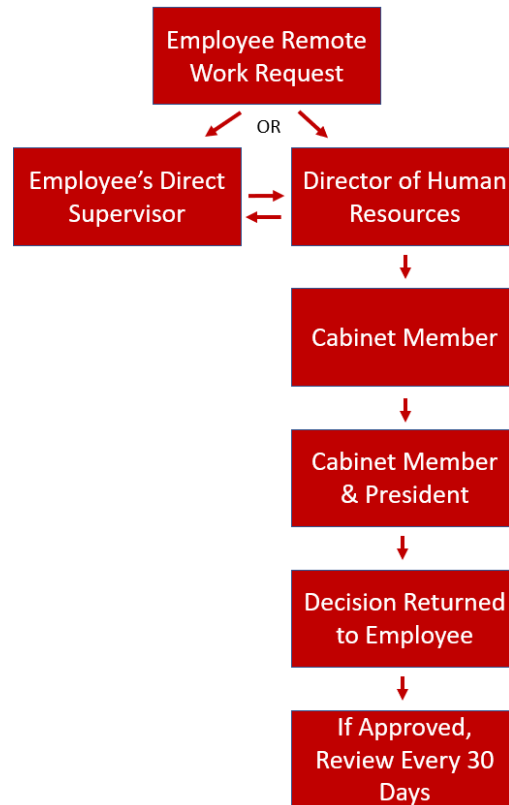 Employee Remote
Work Request
OR
Employee’s Direct
Supervisor
Director of Human
Resources
Cabinet Member
Cabinet Member
& President
Decision Returned
to Employee
If Approved,
Review Every 30
Days